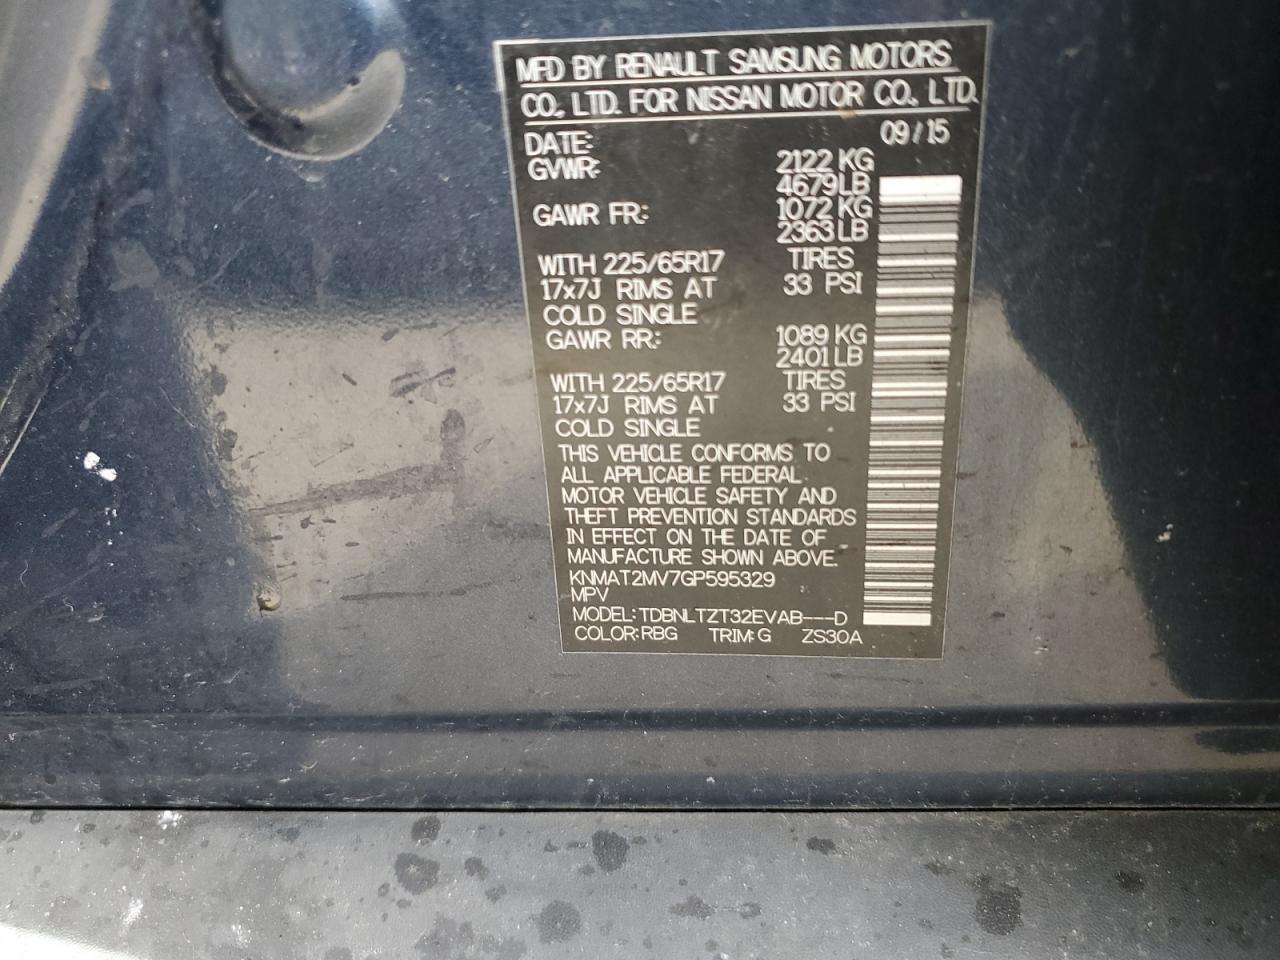 MFD BY RENAULT SAMSUNG MOTORS
CO., LTD. FOR NISSAN MOTOR CO., LTD.
DATE: 09/15
GVWR: 2122 KG
4679LB
GAWR FR: 1072 KG
2363LB
WITH 225/65R17 TIRES
17x7J RIMS AT 33 PSI
COLD SINGLE
GAWR RR: 1089 KG
2401LB
WITH 225/65R17 TIRES
17x7J RIMS AT 33 PSI
COLD SINGLE
THIS VEHICLE CONFORMS TO
ALL APPLICABLE FEDERAL
MOTOR VEHICLE SAFETY AND
THEFT PREVENTION STANDARDS
IN EFFECT ON THE DATE OF
MANUFACTURE SHOWN ABOVE.
KNMAT2MV7GP595329
MPV
MODEL:TDBNLTZT32EVAB---D
COLOR:RBG TRIM:G ZS30A